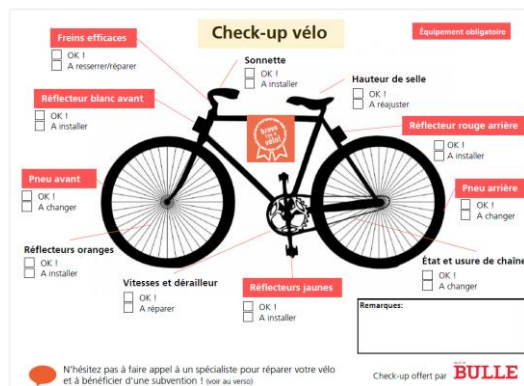 Check-up vélo
Équipement obligatoire
Freins efficaces
OK !
A resserrer/réparer
Sonnette
OK !
A installer
Hauteur de selle
OK !
A réajuster
Réflecteur blanc avant
OK !
A installer
bravo
vélo!
Réflecteur rouge arrière
OK !
A installer
Pneu avant
OK !
A changer
Pneu arrière
OK !
A changer
Réflecteurs oranges
OK !
A installer
Vitesses et dérailleur
OK !
A réparer
Réflecteurs jaunes
OK !
A installer
État et usure de chaîne
OK !
A changer
Remarques:
N'hésitez pas à faire appel à un spécialiste pour réparer votre vélo
et à bénéficier d'une subvention ! (voir au verso)
Check-up offert par
BULLE